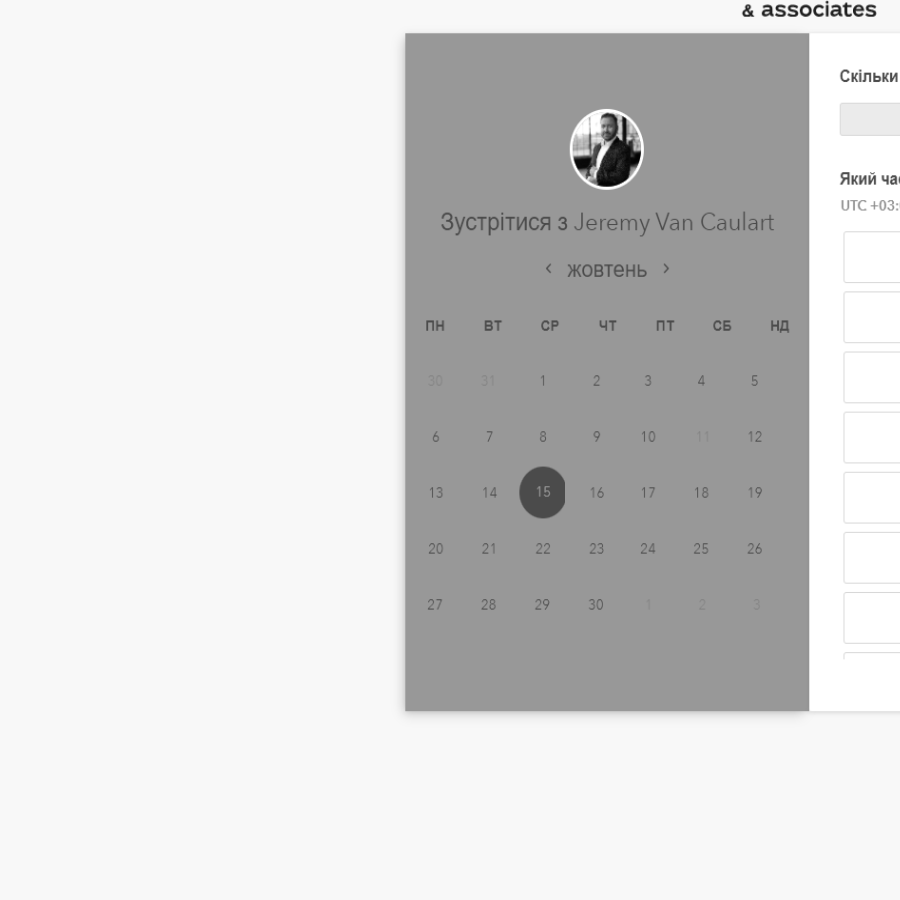 & associates
Зустрітися з Jeremy Van Caulart
‹ жовтень ›
ПН ВТ СР ЧТ ПТ СБ НД
30 31 1 2 3 4 5
6 7 8 9 10 11 12
13 14 15 16 17 18 19
20 21 22 23 24 25 26
27 28 29 30 1 2 3
Скільки
Який
UTC +03: